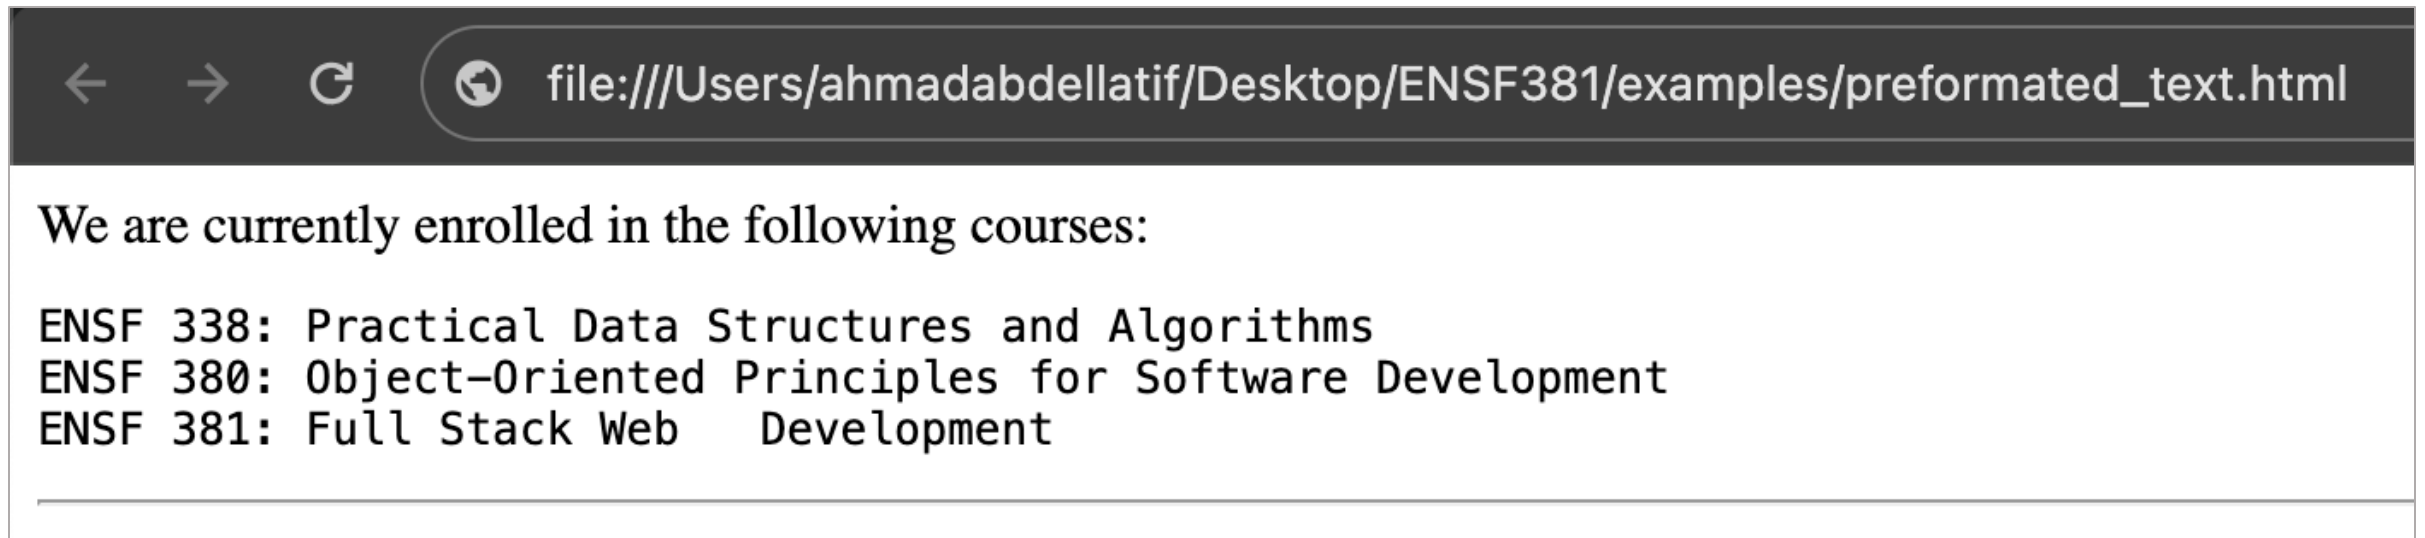 file:///Users/ahmadabdellatif/Desktop/ENSF381/examples/preformated_text.html
We are currently enrolled in the following courses:
ENSF 338: Practical Data Structures and Algorithms
ENSF 380: Object-Oriented Principles for Software Development
ENSF 381: Full Stack Web   Development